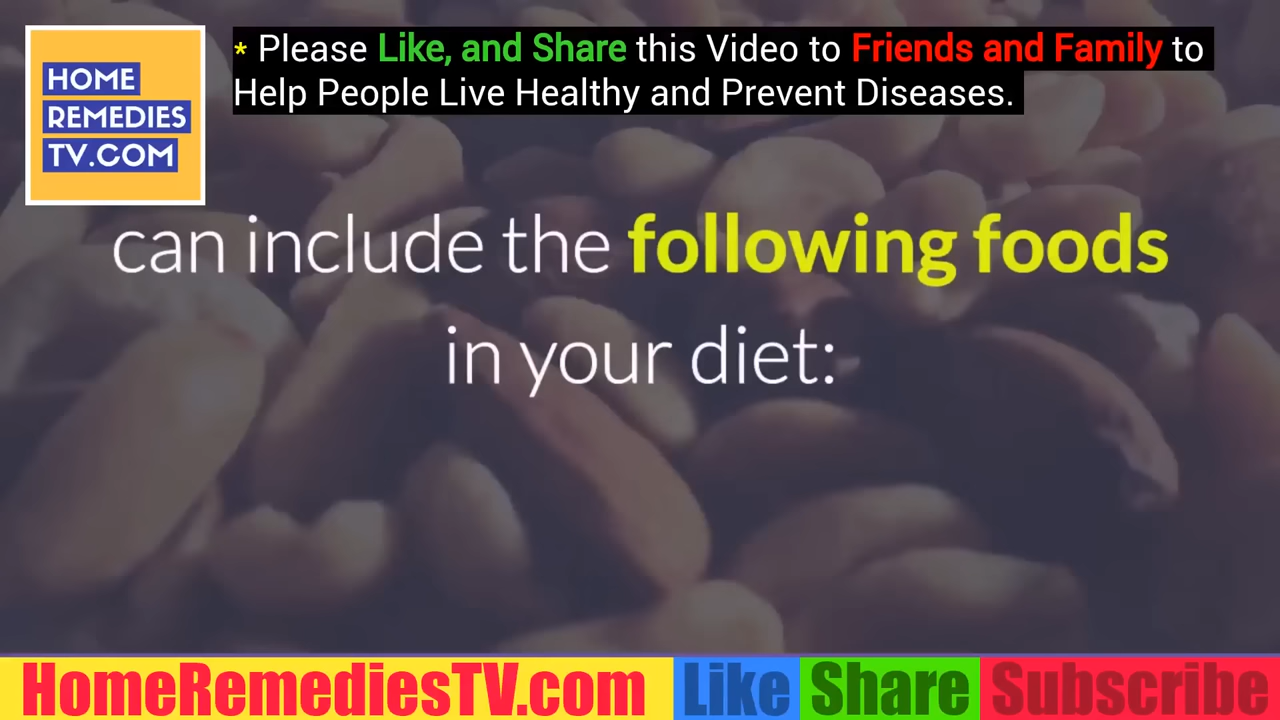 HOME
REMEDIES
TV.COM
* Please Like, and Share this Video to Friends and Family to
Help People Live Healthy and Prevent Diseases.
can include the following foods
in your diet:
HomeRemediesTV.com Like Share Subscribe